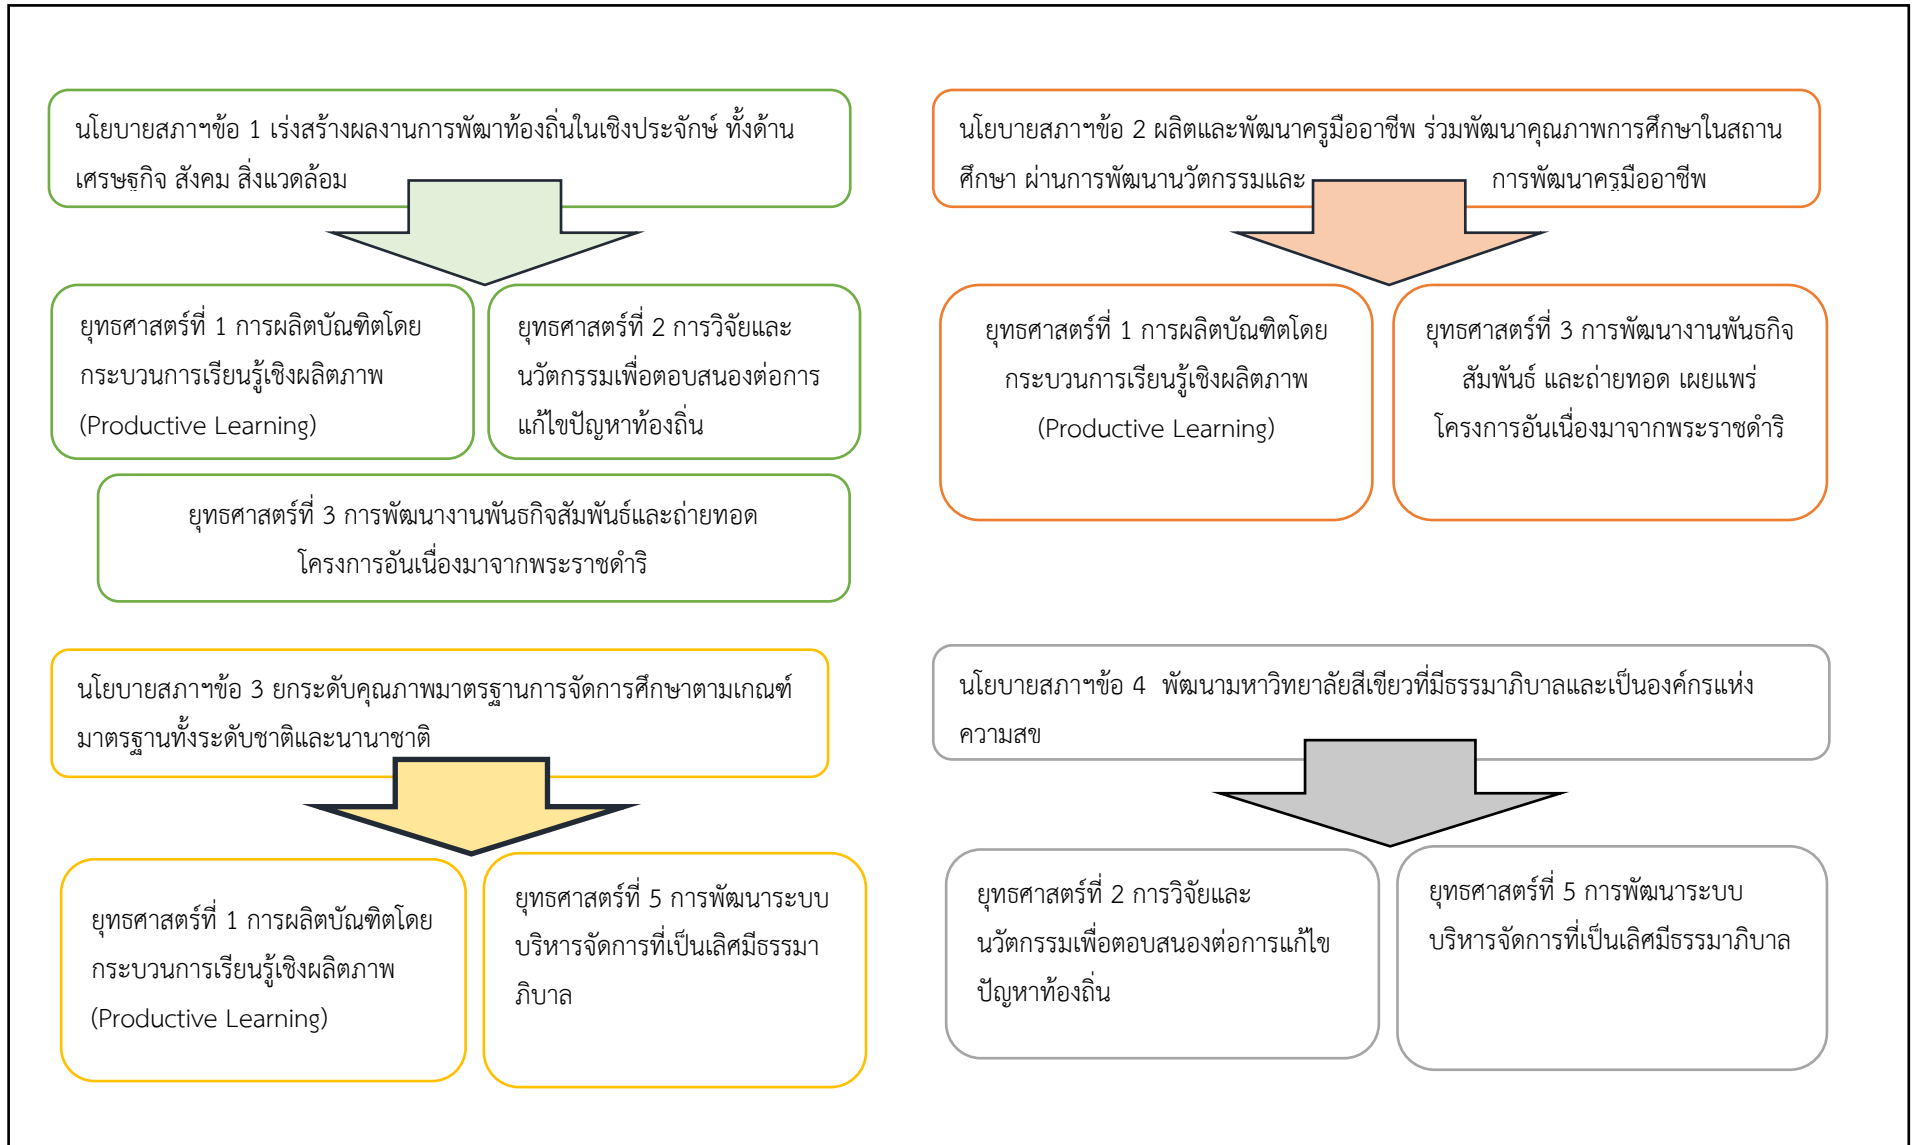 นโยบายสภาฯข้อ 1 เร่งสร้างผลงานการพัฒาท้องถิ่นในเชิงประจักษ์ ทั้งด้าน
เศรษฐกิจ สังคม สิ่งแวดล้อม
ยุทธศาสตร์ที่ 1 การผลิตบัณฑิตโดย
กระบวนการเรียนรู้เชิงผลิตภาพ
(Productive Learning)
ยุทธศาสตร์ที่ 2 การวิจัยและ
นวัตกรรมเพื่อตอบสนองต่อการ
แก้ไขปัญหาท้องถิ่น
ยุทธศาสตร์ที่ 3 การพัฒนางานพันธกิจสัมพันธ์และถ่ายทอด
โครงการอันเนื่องมาจากพระราชดำริ
นโยบายสภาฯข้อ 2 ผลิตและพัฒนาครูมืออาชีพ ร่วมพัฒนาคุณภาพการศึกษาในสถาน
ศึกษา ผ่านการพัฒนานวัตกรรมและ การพัฒนาครูมืออาชีพ
ยุทธศาสตร์ที่ 1 การผลิตบัณฑิตโดย
กระบวนการเรียนรู้เชิงผลิตภาพ
(Productive Learning)
ยุทธศาสตร์ที่ 3 การพัฒนางานพันธกิจ
สัมพันธ์ และถ่ายทอด เผยแพร่
โครงการอันเนื่องมาจากพระราชดำริ
นโยบายสภาฯข้อ 3 ยกระดับคุณภาพมาตรฐานการจัดการศึกษาตามเกณฑ์
มาตรฐานทั้งระดับชาติและนานาชาติ
ยุทธศาสตร์ที่ 1 การผลิตบัณฑิตโดย
กระบวนการเรียนรู้เชิงผลิตภาพ
(Productive Learning)
ยุทธศาสตร์ที่ 5 การพัฒนาระบบ
บริหารจัดการที่เป็นเลิศมีธรรมา
ภิบาล
นโยบายสภาฯข้อ 4 พัฒนามหาวิทยาลัยสีเขียวที่มีธรรมาภิบาลและเป็นองค์กรแห่ง
ความสุข
ยุทธศาสตร์ที่ 2 การวิจัยและ
นวัตกรรมเพื่อตอบสนองต่อการแก้ไข
ปัญหาท้องถิ่น
ยุทธศาสตร์ที่ 5 การพัฒนาระบบ
บริหารจัดการที่เป็นเลิศมีธรรมาภิบาล